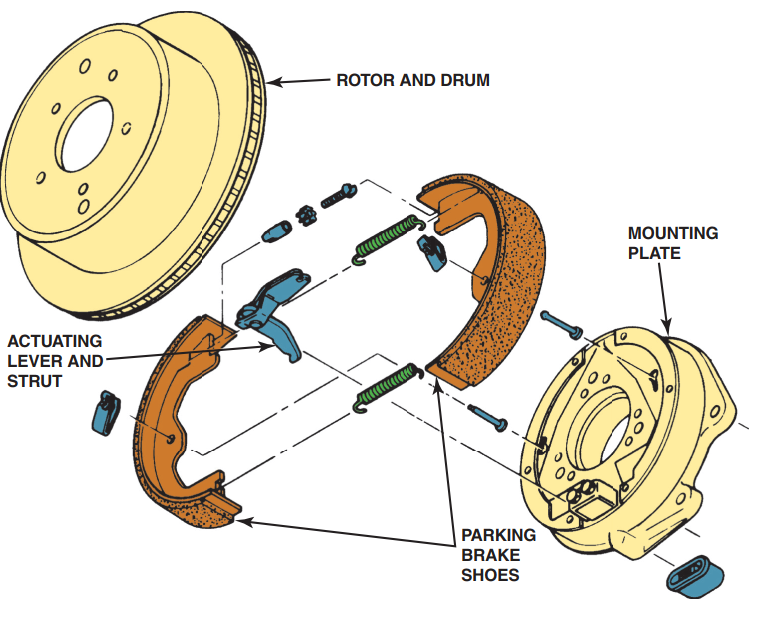 ROTOR AND DRUM
MOUNTING
PLATE
ACTUATING
LEVER AND
STRUT
PARKING
BRAKE
SHOES